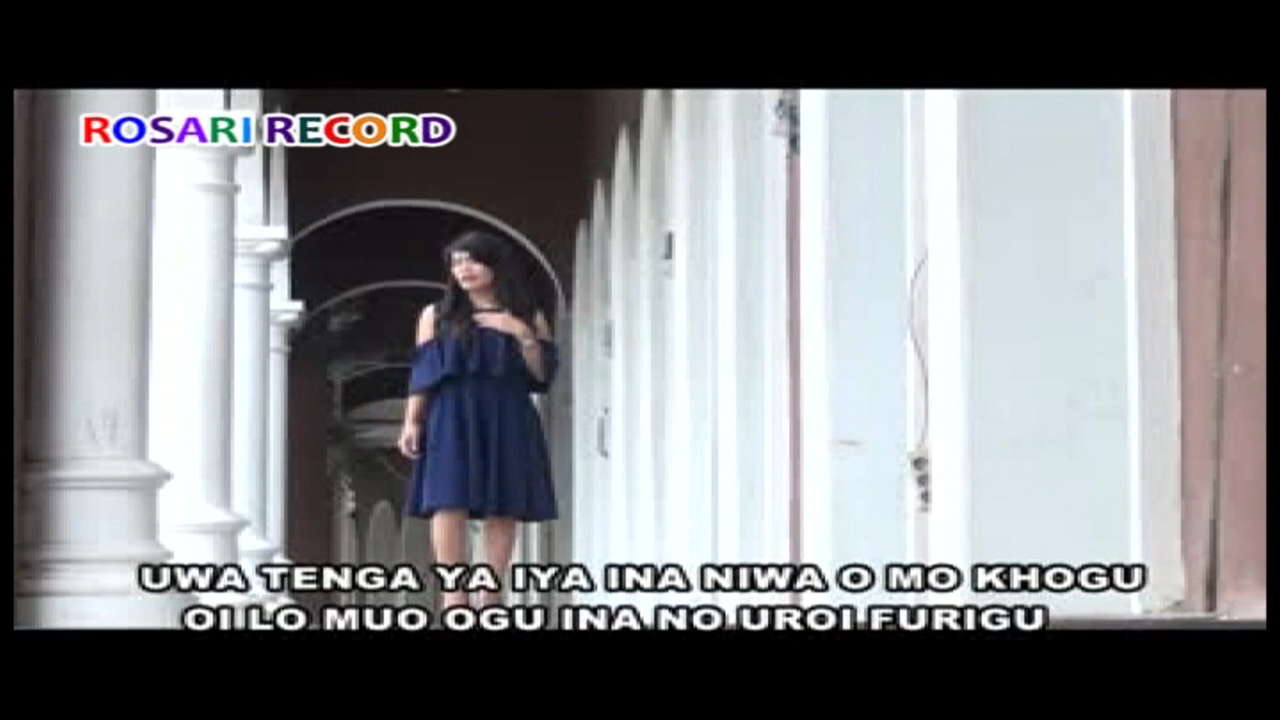 ROSARI RECORD
UWA TENGA YA IYA INA NIWA O MO KHOGU
OI LO MUO OGU INA NO UROI FURIGU